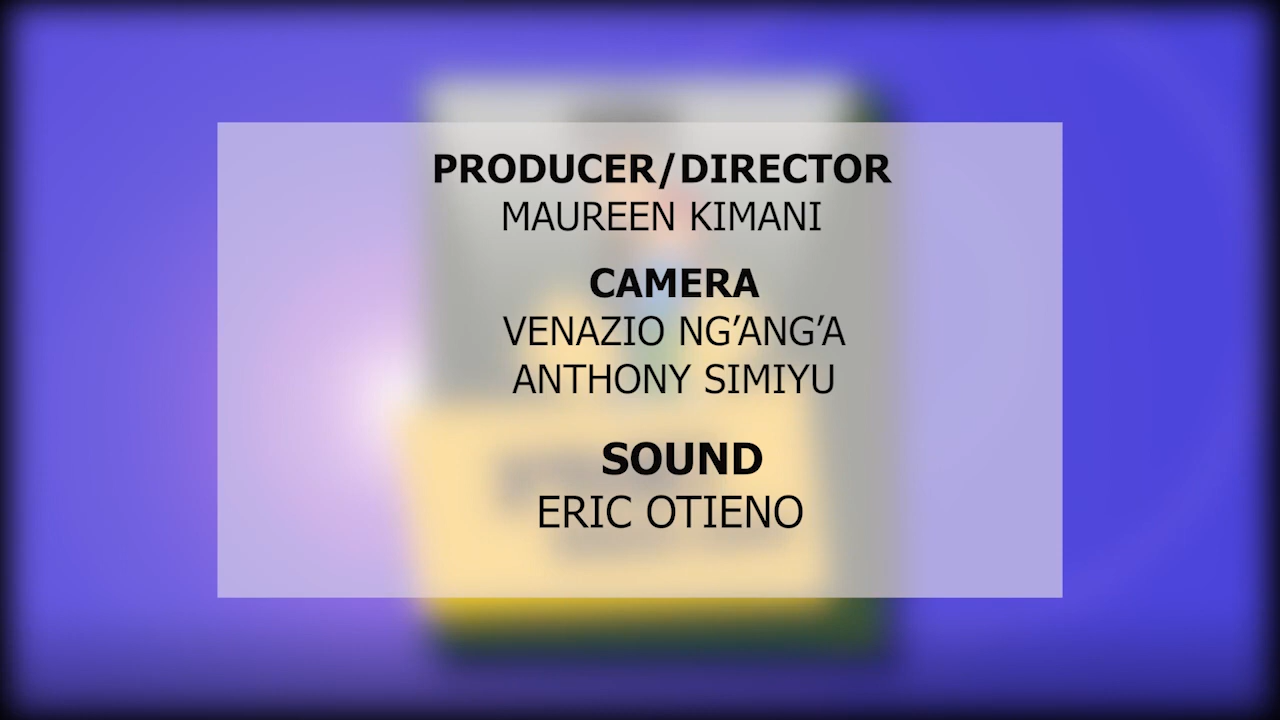 PRODUCER/DIRECTOR
MAUREEN KIMANI
CAMERA
VENAZIO NG’ANG’A
ANTHONY SIMIYU
SOUND
ERIC OTIENO